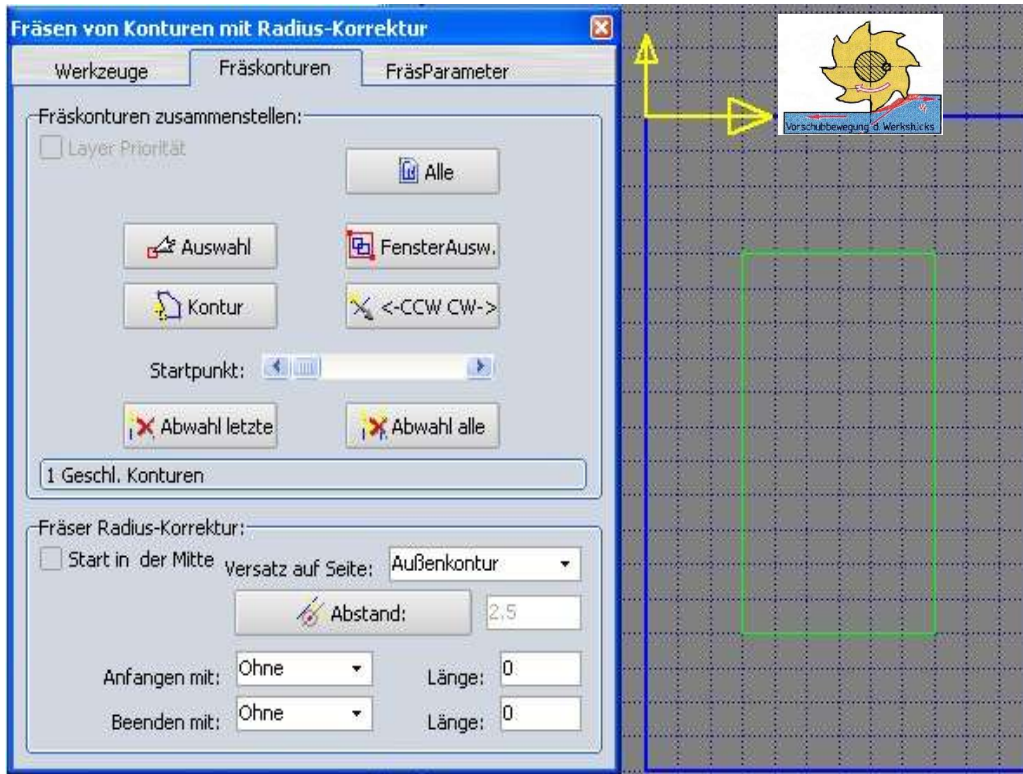 Fräsen von Konturen mit Radius-Korrektur
Werkzeuge
Fräskonturen
FräsParameter
Fräskonturen zusammenstellen:
Layer Priorität
Alle
Auswahl
FensterAusw.
Kontur
<-CCW CW->
Startpunkt:
Abwahl letzte
Abwahl alle
1 Geschl. Konturen
Fräser Radius-Korrektur:
Start in der Mitte
Versatz auf Seite:
Außenkontur
Abstand:
2.5
Anfangen mit:
Ohne
Länge:
0
Beenden mit:
Ohne
Länge:
0
Vorschubbewegung d. Werkstücks